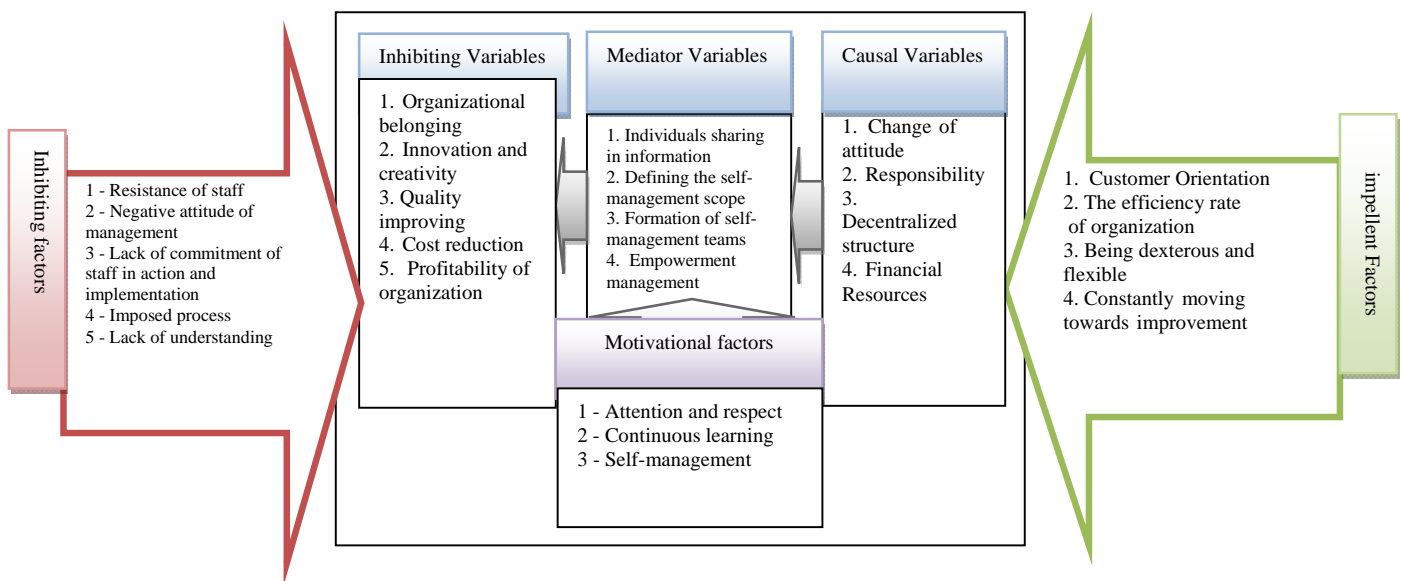 Inhibiting factors
1 - Resistance of staff
2 - Negative attitude of
management
3 - Lack of commitment of
staff in action and
implementation
4 - Imposed process
5 - Lack of understanding
Inhibiting Variables
1. Organizational
belonging
2. Innovation and
creativity
3. Quality
improving
4. Cost reduction
5. Profitability of
organization
Mediator Variables
1. Individuals sharing
in information
2. Defining the self-
management scope
3. Formation of self-
management teams
4. Empowerment
management
Causal Variables
1. Change of
attitude
2. Responsibility
3.
Decentralized
structure
4. Financial
Resources
Motivational factors
1 - Attention and respect
2 - Continuous learning
3 - Self-management
1. Customer Orientation
2. The efficiency rate
of organization
3. Being dexterous and
flexible
4. Constantly moving
towards improvement
impellent Factors